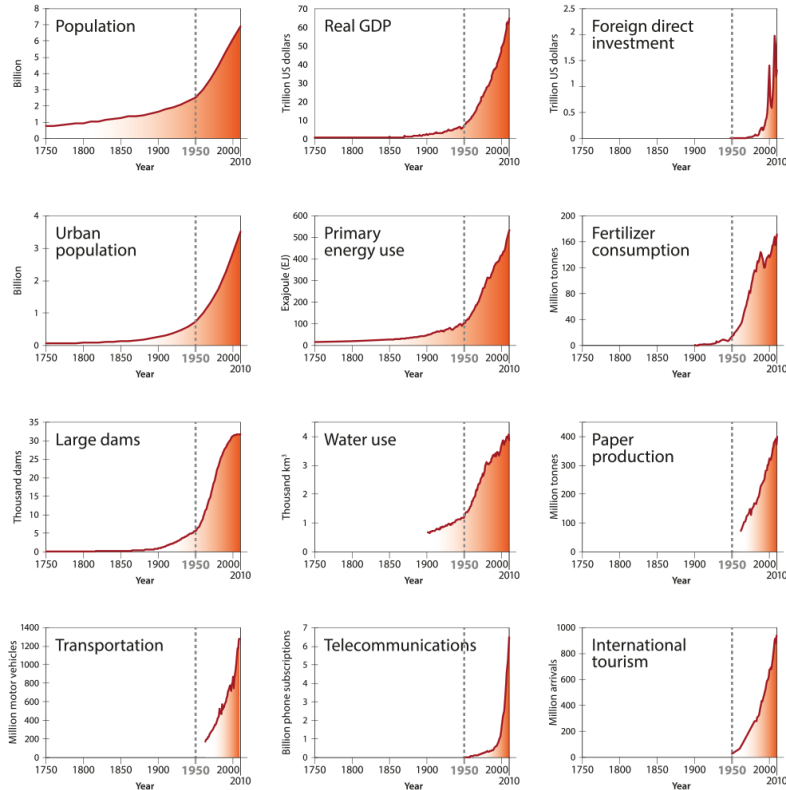 Population
Billion
8
7
6
5
4
3
2
1
0
1750 1800 1850 1900 1950 2000
2010
Year
Real GDP
Trillion US dollars
70
60
50
40
30
20
10
0
1750 1800 1850 1900 1950 2000
2010
Year
Foreign direct
investment
Trillion US dollars
2.5
2
1.5
1
0.5
0
1750 1800 1850 1900 1950 2000
2010
Year
Urban
population
Billion
4
3
2
1
0
1750 1800 1850 1900 1950 2000
2010
Year
Primary
energy use
Exajoule (EJ)
600
500
400
300
200
100
0
1750 1800 1850 1900 1950 2000
2010
Year
Fertilizer
consumption
Million tonnes
200
160
120
80
40
0
1750 1800 1850 1900 1950 2000
2010
Year
Large dams
Thousand dams
35
30
25
20
15
10
5
0
1750 1800 1850 1900 1950 2000
2010
Year
Water use
Thousand km³
4
3
2
1
0
1750 1800 1850 1900 1950 2000
2010
Year
Paper
production
Million tonnes
400
300
200
100
0
1750 1800 1850 1900 1950 2000
2010
Year
Transportation
Million motor vehicles
1400
1200
1000
800
600
400
200
0
1750 1800 1850 1900 1950 2000
2010
Year
Telecommunications
Billion phone subscriptions
7
6
5
4
3
2
1
0
1750 1800 1850 1900 1950 2000
2010
Year
International
tourism
Million arrivals
1000
800
600
400
200
0
1750 1800 1850 1900 1950 2000
2010
Year